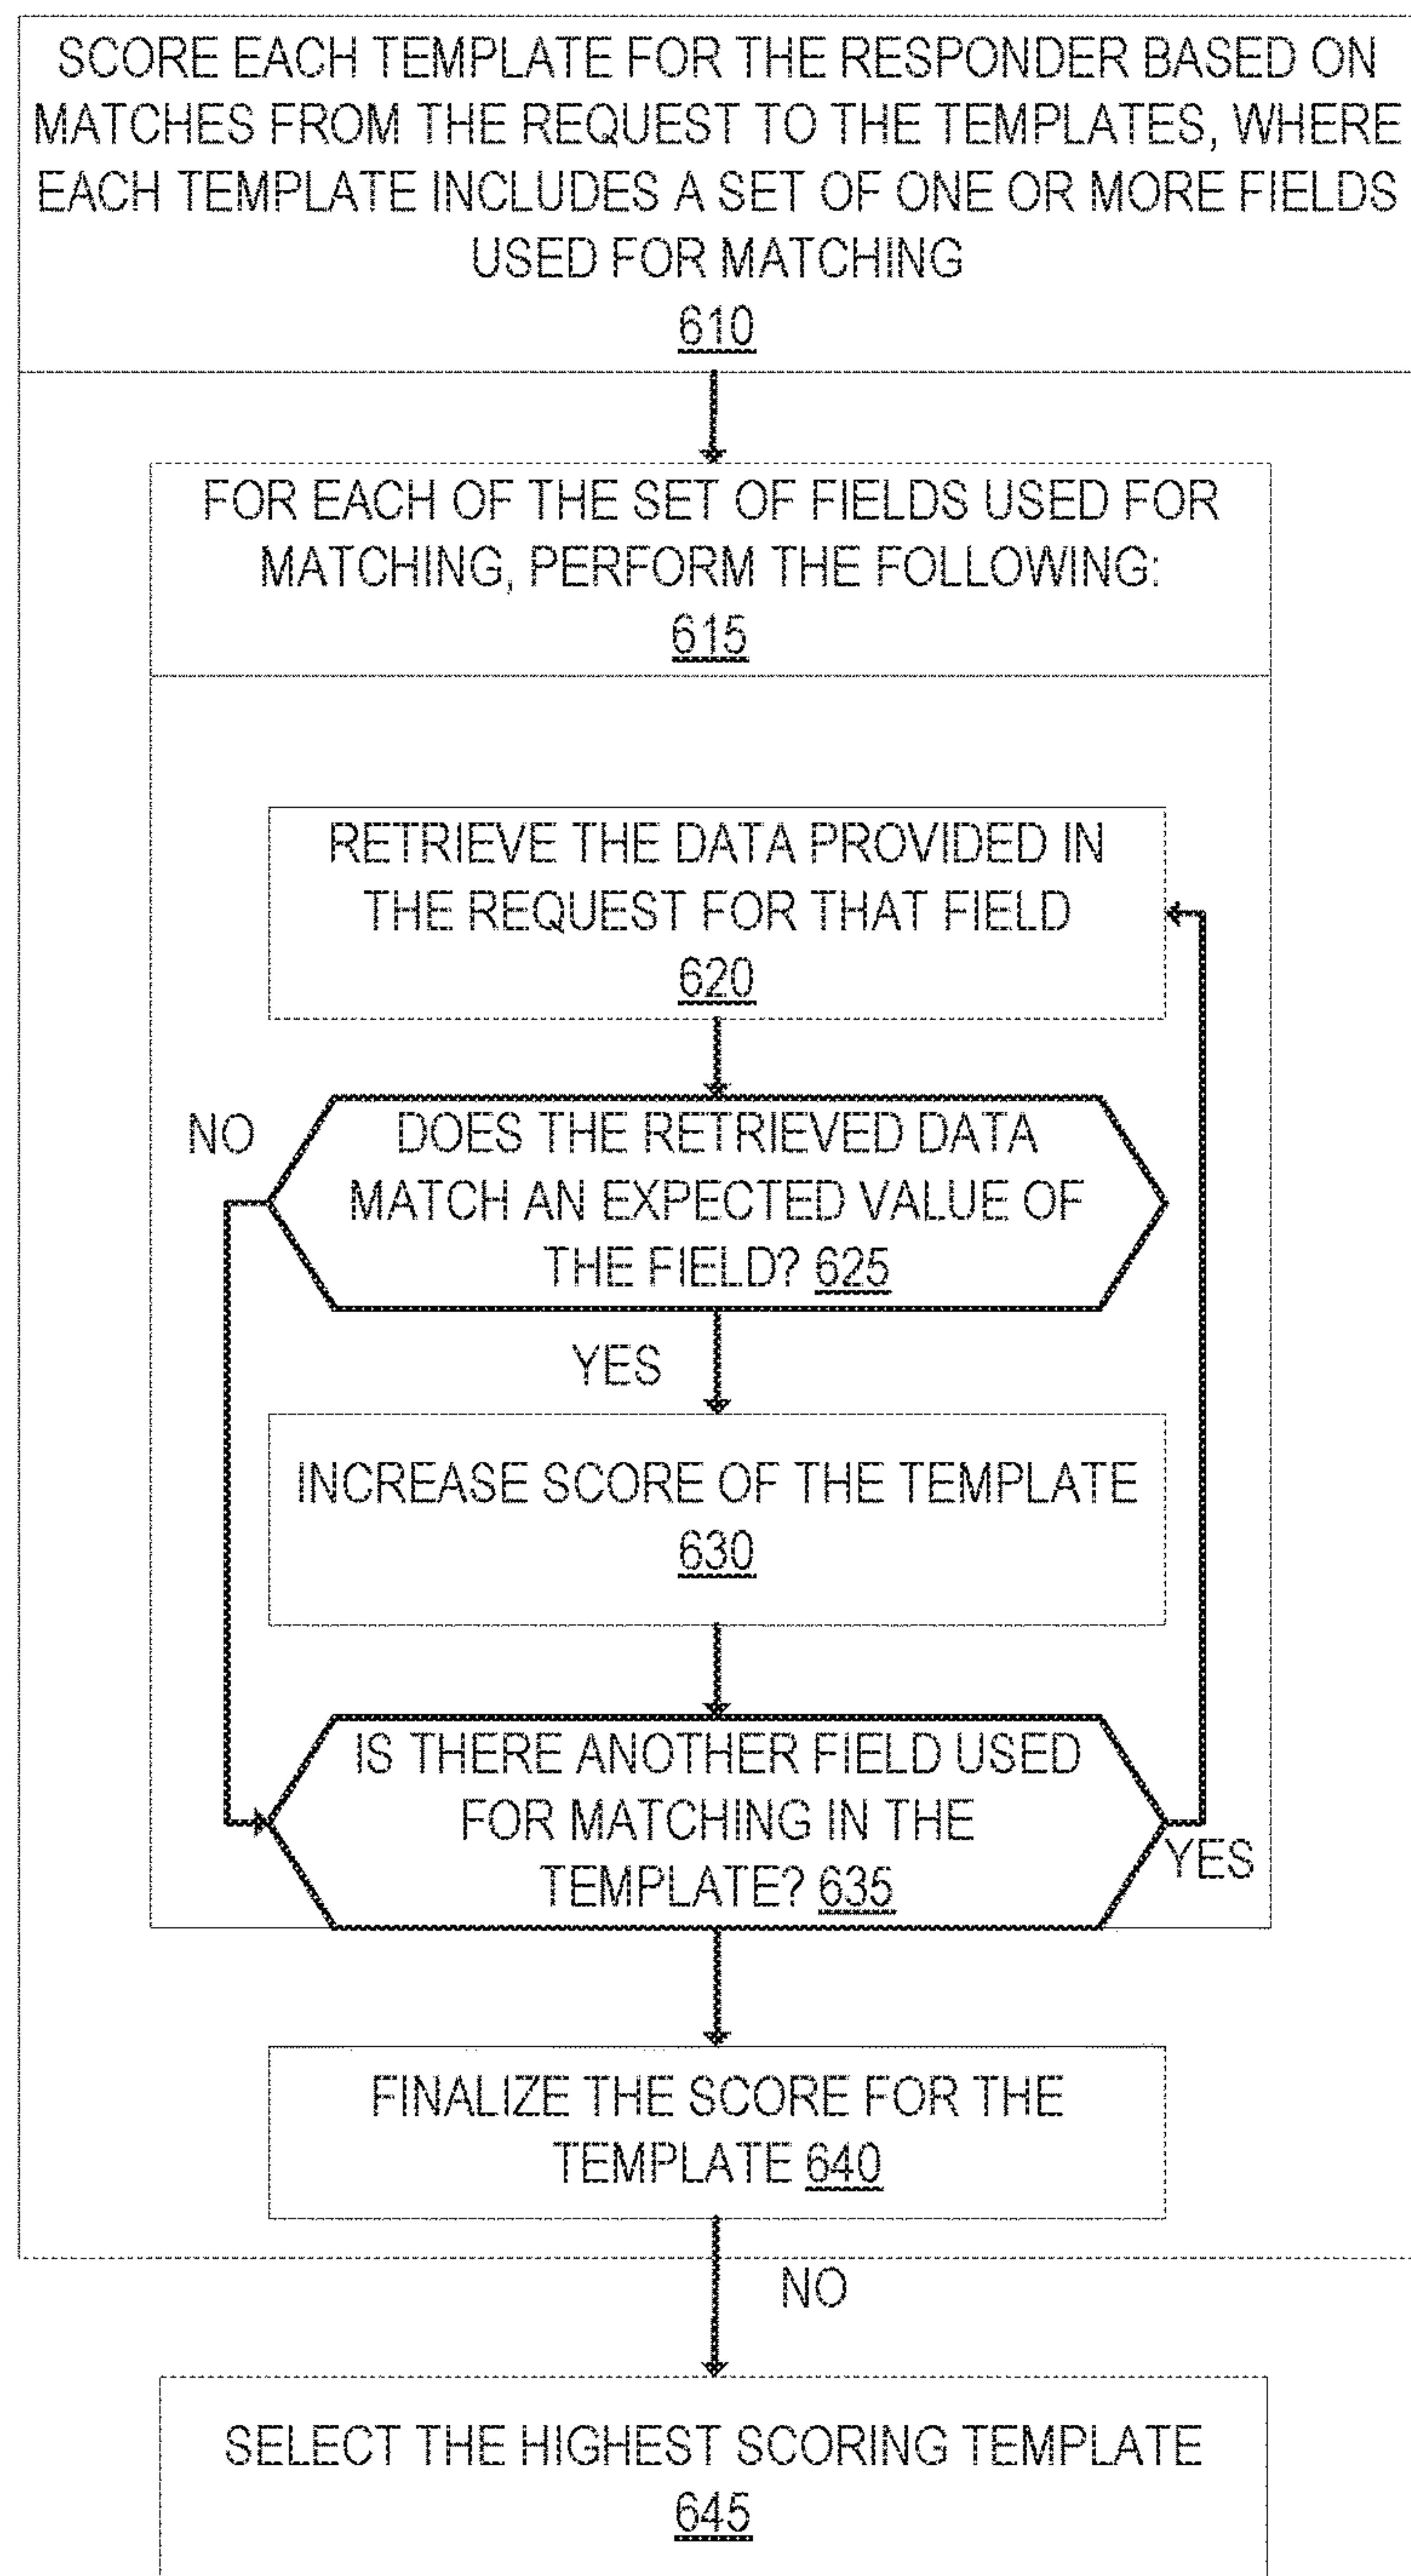 SCORE EACH TEMPLATE FOR THE RESPONDER BASED ON
MATCHES FROM THE REQUEST TO THE TEMPLATES, WHERE
EACH TEMPLATE INCLUDES A SET OF ONE OR MORE FIELDS
USED FOR MATCHING
610
FOR EACH OF THE SET OF FIELDS USED FOR
MATCHING, PERFORM THE FOLLOWING:
615
RETRIEVE THE DATA PROVIDED IN
THE REQUEST FOR THAT FIELD
620
NO
DOES THE RETRIEVED DATA
MATCH AN EXPECTED VALUE OF
THE FIELD? 625
YES
INCREASE SCORE OF THE TEMPLATE
630
IS THERE ANOTHER FIELD USED
FOR MATCHING IN THE
TEMPLATE? 635
YES
FINALIZE THE SCORE FOR THE
TEMPLATE 640
NO
SELECT THE HIGHEST SCORING TEMPLATE
645